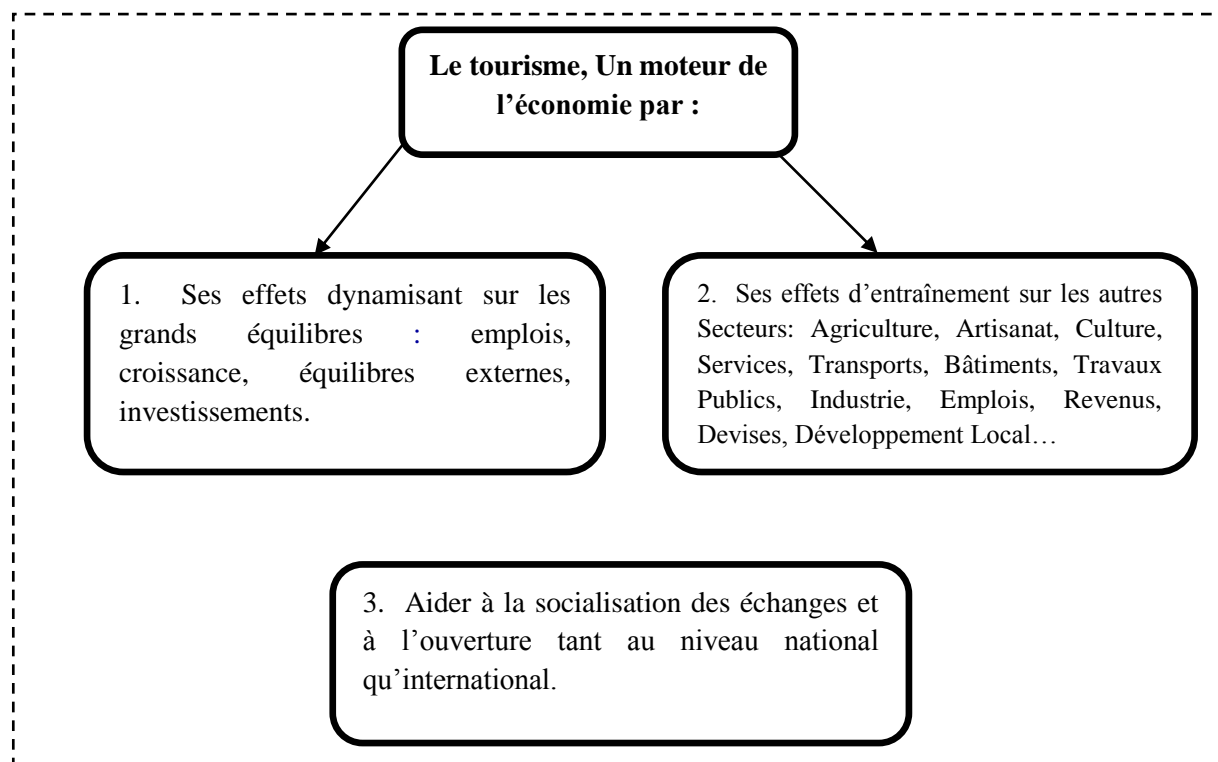 Le tourisme, Un moteur de
l’économie par :
1. Ses effets dynamisant sur les
grands équilibres : emplois,
croissance, équilibres externes,
investissements.
2. Ses effets d’entraînement sur les autres
Secteurs: Agriculture, Artisanat, Culture,
Services, Transports, Bâtiments, Travaux
Publics, Industrie, Emplois, Revenus,
Devises, Développement Local…
3. Aider à la socialisation des échanges et
à l’ouverture tant au niveau national
qu’international.